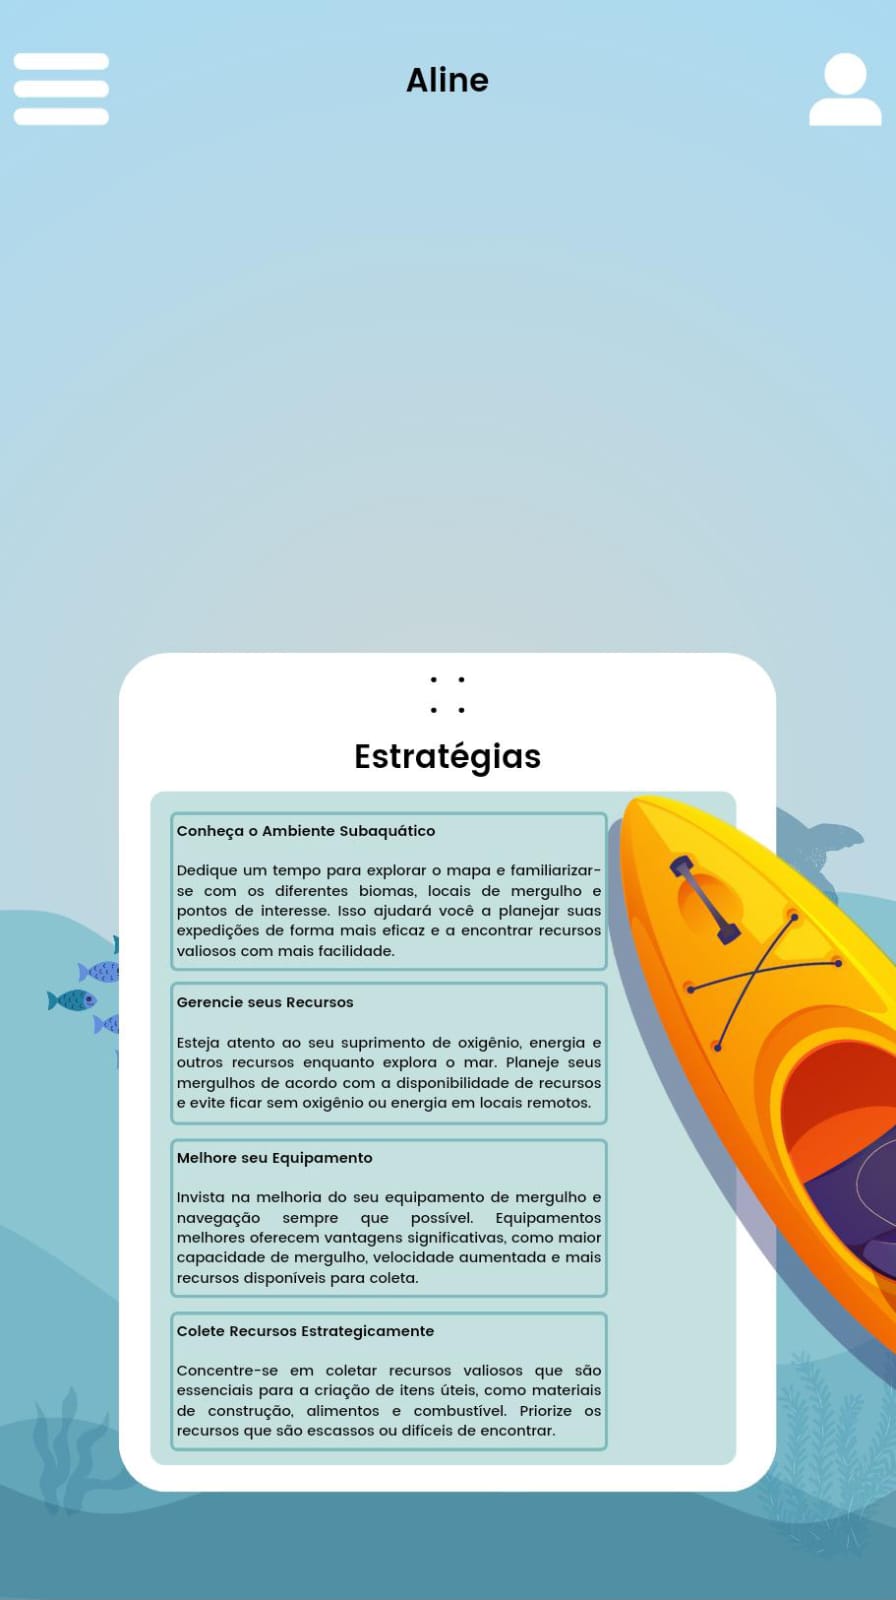 Aline
Estratégias
Conheça o Ambiente Subaquático
Dedique um tempo para explorar o mapa e familiarizar-
se com os diferentes biomas, locais de mergulho e
pontos de interesse. Isso ajudará você a planejar suas
expedições de forma mais eficaz e a encontrar recursos
valiosos com mais facilidade.
Gerencie seus Recursos
Esteja atento ao seu suprimento de oxigênio, energia e
outros recursos enquanto explora o mar. Planeje seus
mergulhos de acordo com a disponibilidade de recursos
e evite ficar sem oxigênio ou energia em locais remotos.
Melhore seu Equipamento
Invista na melhoria do seu equipamento de mergulho e
navegação sempre que possível. Equipamentos
melhores oferecem vantagens significativas, como maior
capacidade de mergulho, velocidade aumentada e mais
recursos disponíveis para coleta.
Colete Recursos Estrategicamente
Concentre-se em coletar recursos valiosos que são
essenciais para a criação de itens úteis, como materiais
de construção, alimentos e combustível. Priorize os
recursos que são escassos ou difíceis de encontrar.